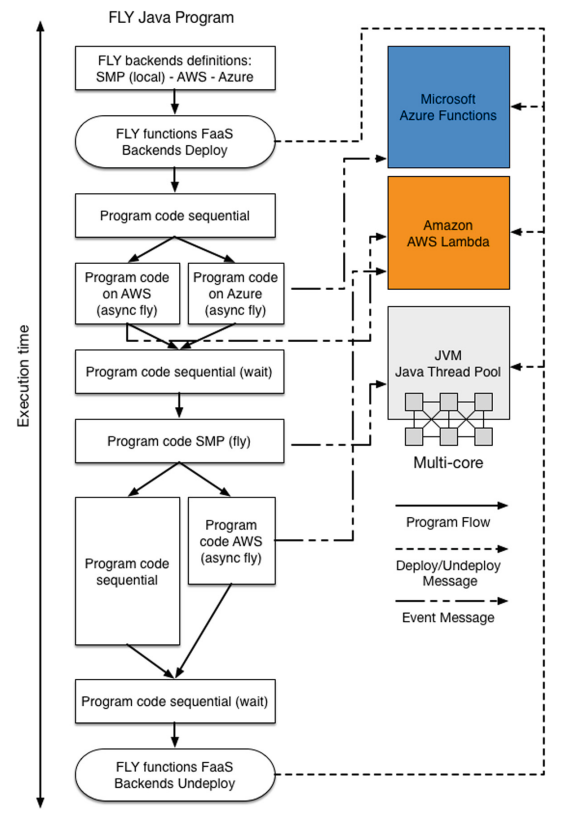 FLY Java Program
FLY backends definitions:
SMP (local) - AWS - Azure
FLY functions FaaS
Backends Deploy
Program code sequential
Program code
on AWS
(async fly)
Program code
on Azure
(async fly)
Program code sequential (wait)
Program code SMP (fly)
Program code
sequential
Program
code AWS
(async fly)
Program code sequential (wait)
FLY functions FaaS
Backends Undeploy
Execution time
Microsoft
Azure Functions
Amazon
AWS Lambda
JVM
Java Thread Pool
Multi-core
Program Flow
Deploy/Undeploy
Message
Event Message